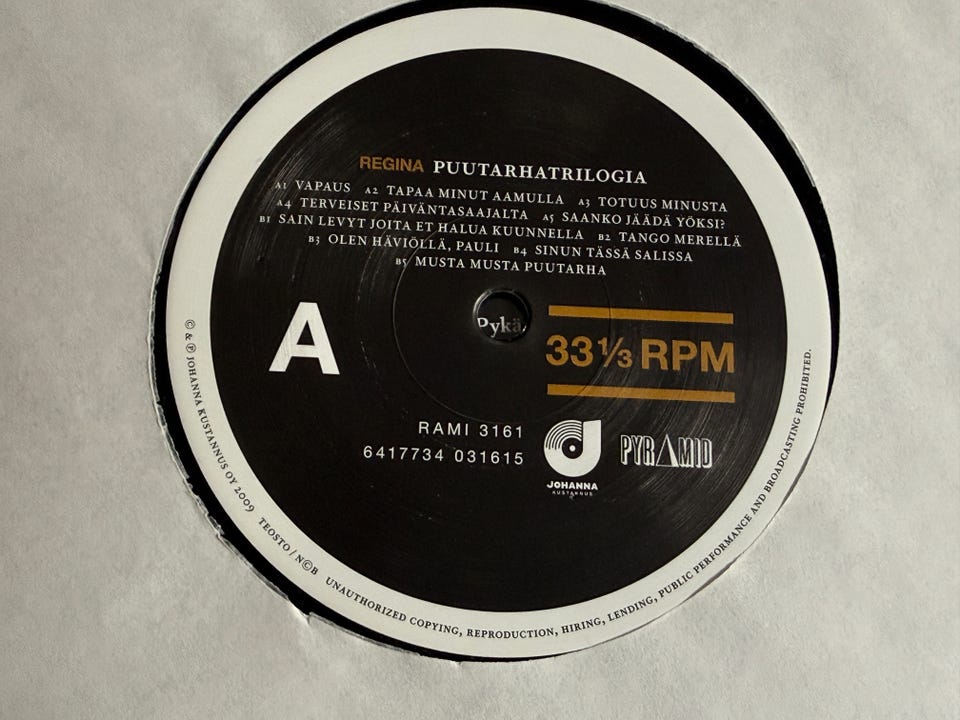 REGINA PUUTARHATRILOGIA
A1 VAPAUS A2 TAPAA MINUT AAMULLA A3 TOTUUS MINUSTA
A4 TERVEISET PÄIVÄNTASAAJALTA A5 SAANKO JÄÄDÄ YÖKSI?
B1 SAIN LEVYT JOITA ET HALUA KUUNNELLA B2 TANGO MERELLÄ
B3 OLEN HÄVIÖLLÄ, PAULI B4 SINUN TÄSSÄ SALISSA
B5 MUSTA MUSTA PUUTARHA
Pykä
A
33 1/3 RPM
RAMI 3161
6417734 031615
JOHANNA
KUSTANNUS
PYRAMID
© & ℗ JOHANNA KUSTANNUS OY 2009 TEOSTO / N©B UNAUTHORIZED COPYING, REPRODUCTION, HIRING, LENDING, PUBLIC PERFORMANCE AND BROADCASTING PROHIBITED.